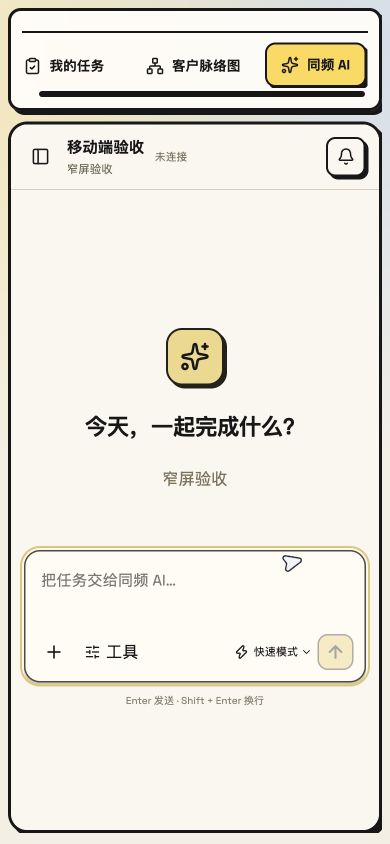 我的任务
客户脉络图
同频 AI
移动端验收
未连接
窄屏验收
今天，一起完成什么？
窄屏验收
把任务交给同频 AI...
工具
快速模式
Enter 发送 · Shift + Enter 换行